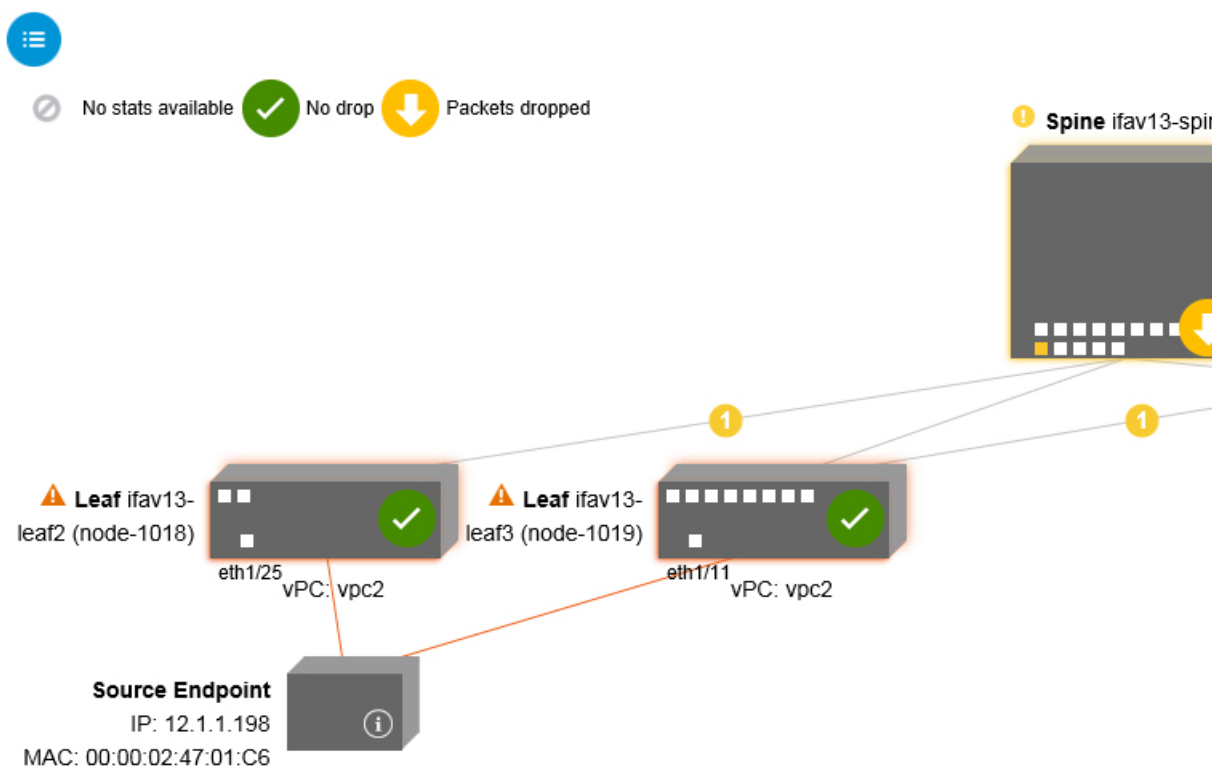 No stats available
No drop
Packets dropped
Spine ifav13-spin
1
1
Leaf ifav13-
leaf2 (node-1018)
eth1/25
vPC: vpc2
Leaf ifav13-
leaf3 (node-1019)
eth1/11
vPC: vpc2
Source Endpoint
IP: 12.1.1.198
MAC: 00:00:02:47:01:C6